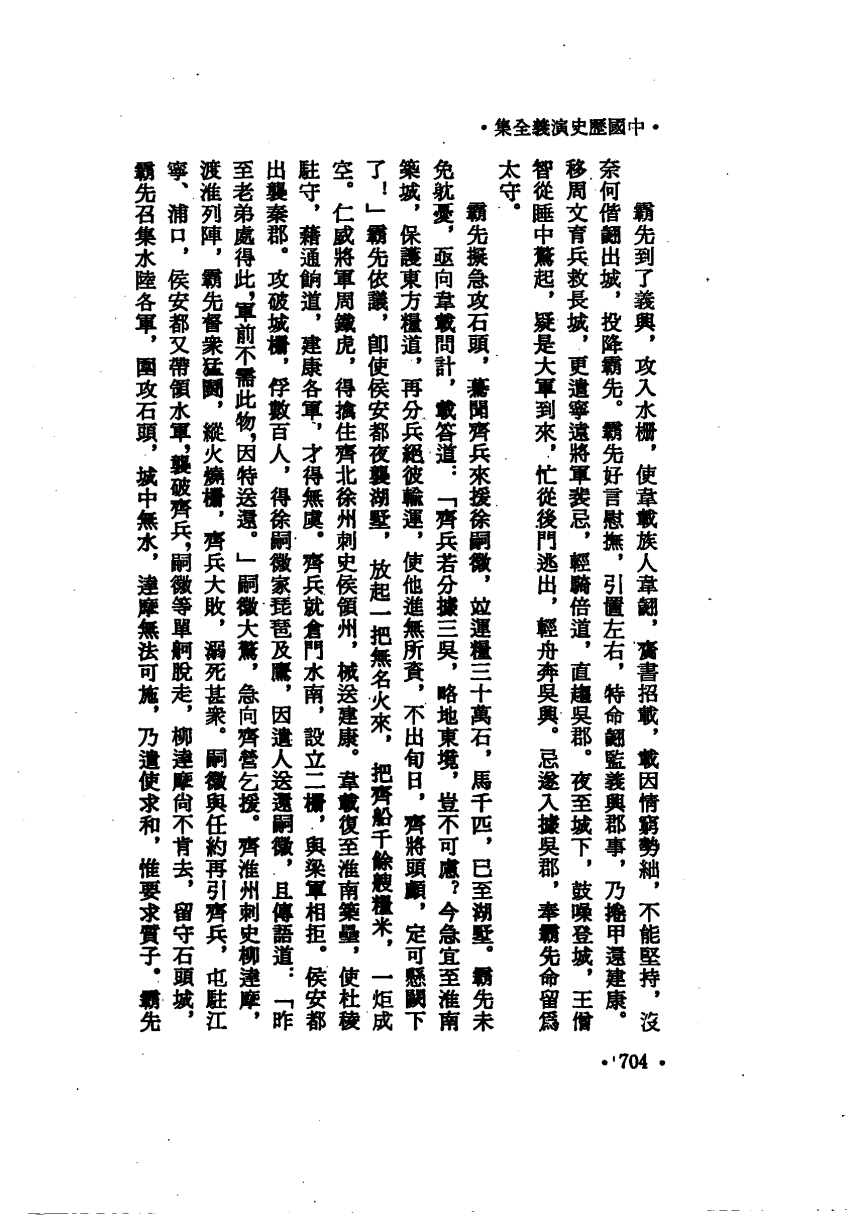 •中國歷史演義全集•
霸先到了義興，攻入水柵，使韋載族人韋翽，齎書招載，載因情窮勢絀，不能堅持，沒
奈何偕翽出城，投降霸先。霸先好言慰撫，引置左右，特命翽監義興郡事，乃捲甲還建康。
移周文育兵救長城，更遣寧遠將軍裴忌，輕騎倍道，直趨吳郡。夜至城下，鼓噪登城，王僧
智從睡中驚起，疑是大軍到來，忙從後門逃出，輕舟奔吳興。忌遂入據吳郡，奉霸先命留爲
太守。
霸先擬急攻石頭，驀聞齊兵來援徐嗣徽，竝運糧三十萬石，馬千匹，已至湖墅。霸先未
免躭憂，亟向韋載問計，載答道：「齊兵若分據三吳，略地東境，豈不可慮？今急宜至淮南
築城，保護東方糧道，再分兵絕彼輸運，使他進無所資，不出旬日，齊將頭顱，定可懸闕下
了！」霸先依議，卽使侯安都夜襲湖墅，放起一把無名火來，把齊船千餘艘糧米，一炬成
空。仁威將軍周鐵虎，得擒住齊北徐州刺史侯領州，械送建康。韋載復至淮南築壘，使杜稜
駐守，藉通餉道，建康各軍，才得無虞。齊兵就倉門水南，設立二柵，與梁軍相拒。侯安都
出襲秦郡。攻破城柵，俘數百人，得徐嗣徽家琵琶及鷹，因遣人送還嗣徽，且傳語道：「昨
至老弟處得此，軍前不需此物，因特送還。」嗣徽大驚，急向齊營乞援。齊淮州刺史柳達摩，
渡淮列陣，霸先督衆猛鬭，縱火燒柵，齊兵大敗，溺死甚衆。嗣徽與任約再引齊兵，屯駐江
寧、浦口，侯安都又帶領水軍，襲破齊兵，嗣徽等單舸脫走，柳達摩尙不肯去，留守石頭城，
霸先召集水陸各軍，圍攻石頭，城中無水，達摩無法可施，乃遣使求和，惟要求質子。霸先
•704•